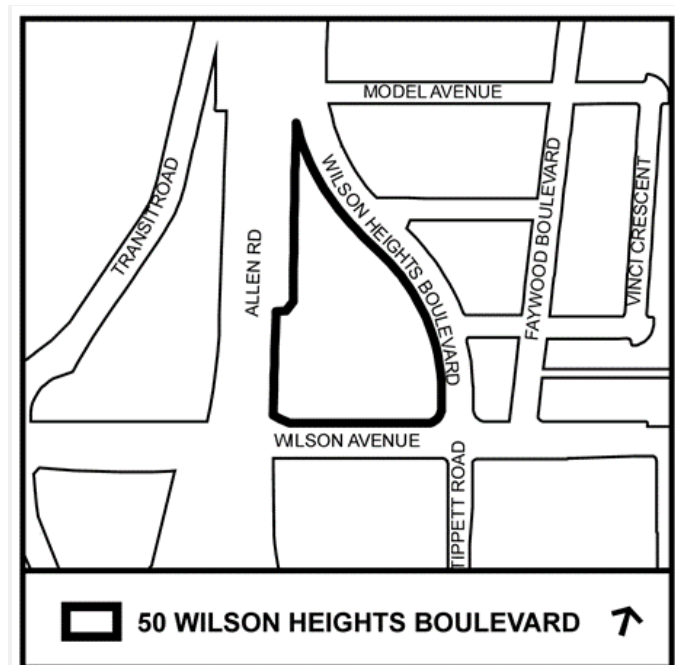 MODEL AVENUE
WILSON HEIGHTS BOULEVARD
TRANSIT ROAD
ALLEN RD
FAYWOOD BOULEVARD
VINCI CRESCENT
WILSON AVENUE
TIPPETT ROAD
50 WILSON HEIGHTS BOULEVARD